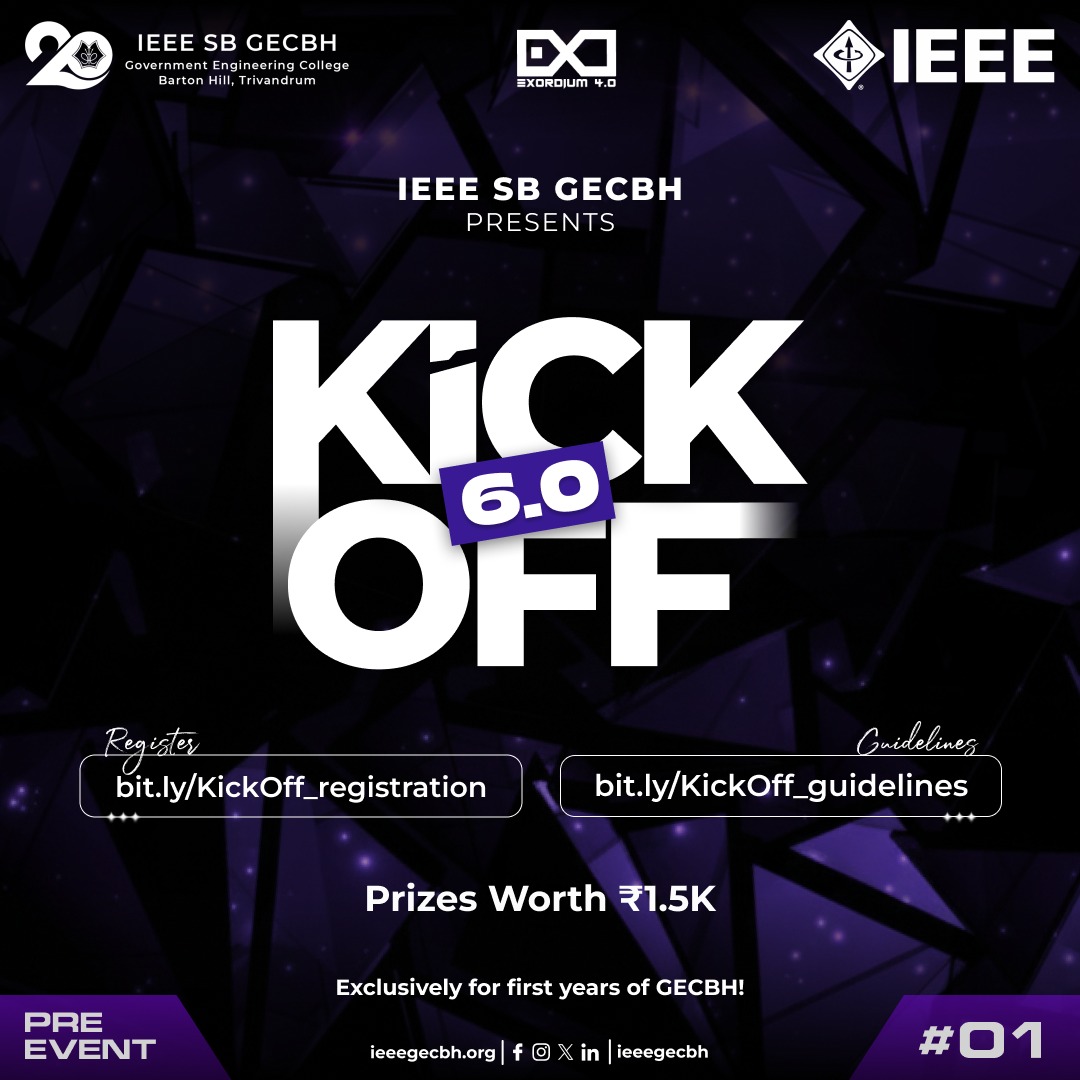 20
IEEE SB GECBH
Government Engineering College
Barton Hill, Trivandrum
EXO
EXORDIUM 4.0
IEEE
IEEE SB GECBH
PRESENTS
KiCK
6.0
OFF
Register
bit.ly/KickOff_registration
Guidelines
bit.ly/KickOff_guidelines
Prizes Worth ₹1.5K
Exclusively for first years of GECBH!
PRE
EVENT
#01
ieeegecbh.org | ieeegecbh